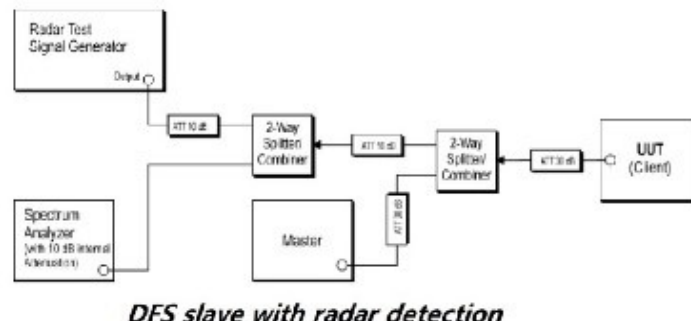 Radar Test
Signal Generator
Output
ATT 10 dB
2-Way
Splitter/
Combiner
ATT 10 dB
2-Way
Splitter/
Combiner
ATT 30 dB
UUT
(Client)
Spectrum
Analyzer
(with 10 dB internal
Attenuation)
Master
DFS slave with radar detection